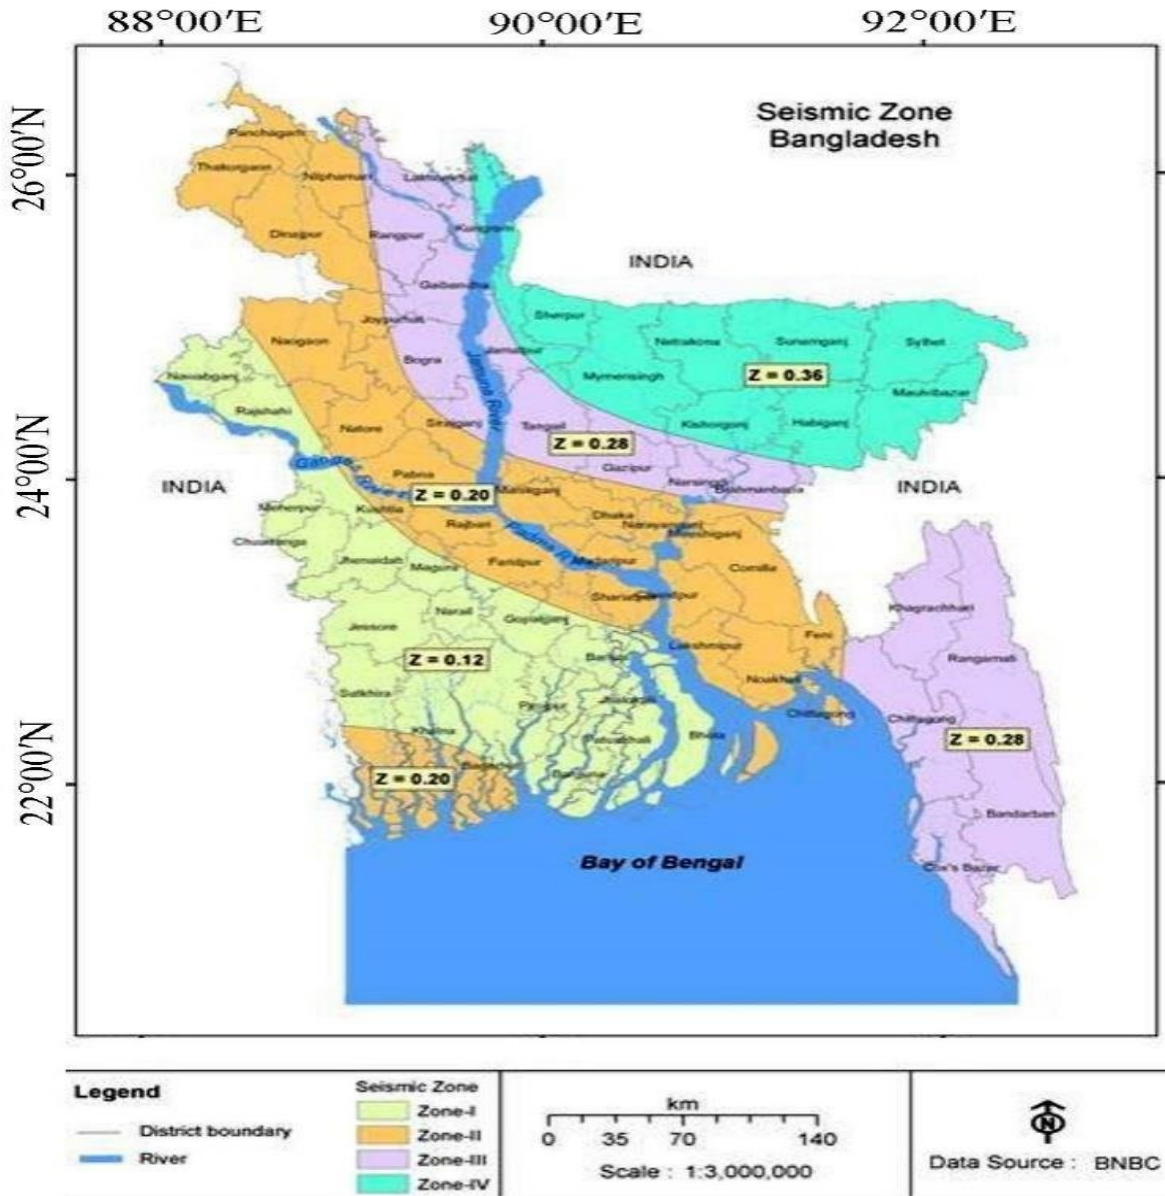 88°00'E 90°00'E 92°00'E
26°00'N
24°00'N
22°00'N
Seismic Zone
Bangladesh
Panchagarh
Thakurgaon
Nilphamari
Lalmonirhat
Dinajpur
Rangpur
Kurigram
INDIA
Gaibandha
Sherpur
Joypurhat
Naogaon
Jamalpur
Netrakona
Sunamganj
Sylhet
Bogra
Nawabganj
Mymensingh
Z = 0.36
Maulvibazar
Rajshahi
Jamuna River
Natore
Sirajganj
Tangail
Kishorganj
Habiganj
Z = 0.28
Ganges River
Gazipur
Pabna
Narsingdi
INDIA
INDIA
Z = 0.20
Manikganj
Brahmanbaria
Meherpur
Kushtia
Rajbari
Dhaka
Narayanganj
Munshiganj
Padma R
Chuadanga
Jhenaidah
Magura
Faridpur
Madaripur
Comilla
Shariatpur
Chandpur
Khagrachhari
Narail
Gopalganj
Jessore
Feni
Lakshmipur
Z = 0.12
Barisal
Rangamati
Noakhali
Satkhira
Pirojpur
Jhalokati
Chittagong
Chittagong
Khulna
Patuakhali
Bhola
Z = 0.28
Bagerhat
Barguna
Z = 0.20
Bandarban
Bay of Bengal
Cox's Bazar
Legend
District boundary
River
Seismic Zone
Zone-I
Zone-II
Zone-III
Zone-IV
km
0 35 70 140
Scale : 1:3,000,000
N
Data Source : BNBC